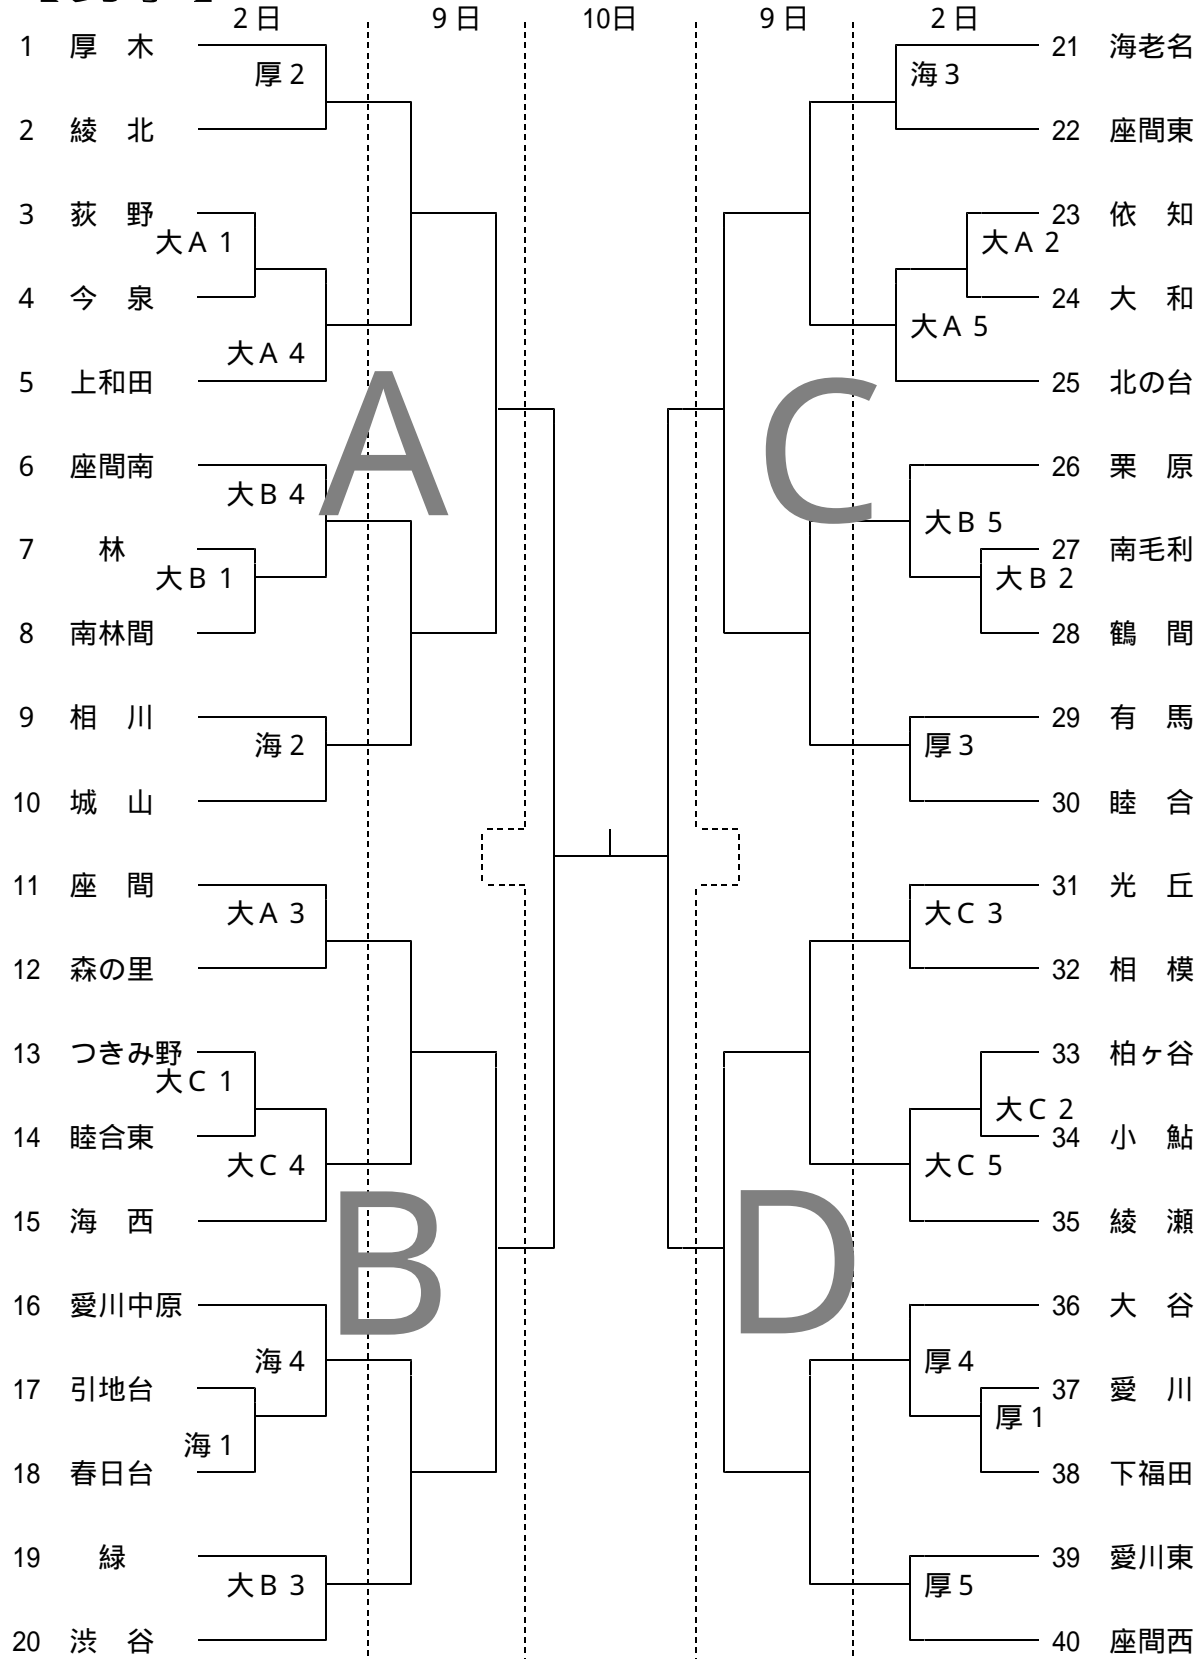 2日 9日 10日 9日 2日
1 厚 木
厚2
2 綾 北
3 荻 野
大A 1
4 今 泉
大A 4
5 上和田
A
6 座間南
大B 4
7 林
大B 1
8 南林間
9 相 川
海2
10 城 山
11 座 間
大A 3
12 森の里
13 つきみ野
大C 1
14 睦合東
大C 4
15 海 西
B
16 愛川中原
海4
17 引地台
海1
18 春日台
19 緑
大B 3
20 渋 谷
21 海老名
海3
22 座間東
23 依 知
大A 2
24 大 和
大A 5
25 北の台
C
26 栗 原
大B 5
27 南毛利
大B 2
28 鶴 間
29 有 馬
厚3
30 睦 合
31 光 丘
大C 3
32 相 模
33 柏ヶ谷
大C 2
34 小 鮎
大C 5
35 綾 瀬
D
36 大 谷
厚4
37 愛 川
厚1
38 下福田
39 愛川東
厚5
40 座間西